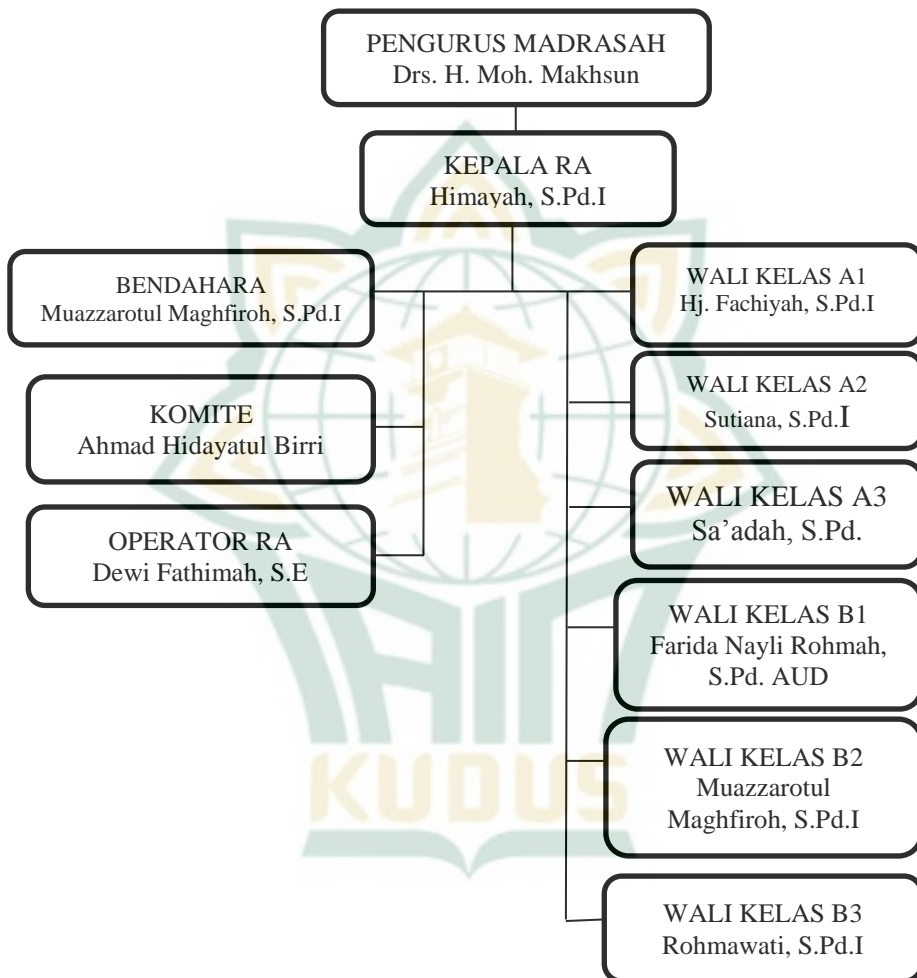 PENGURUS MADRASAH
Drs. H. Moh. Makhsun
KEPALA RA
Himayah, S.Pd.I
BENDAHARA
Muazzarotul Maghfiroh, S.Pd.I
KOMITE
Ahmad Hidayatul Birri
OPERATOR RA
Dewi Fathimah, S.E
WALI KELAS A1
Hj. Fachiyah, S.Pd.I
WALI KELAS A2
Sutiana, S.Pd.I
WALI KELAS A3
Sa’adah, S.Pd.
WALI KELAS B1
Farida Nayli Rohmah,
S.Pd. AUD
WALI KELAS B2
Muazzarotul
Maghfiroh, S.Pd.I
WALI KELAS B3
Rohmawati, S.Pd.I
IAIN
KUDUS